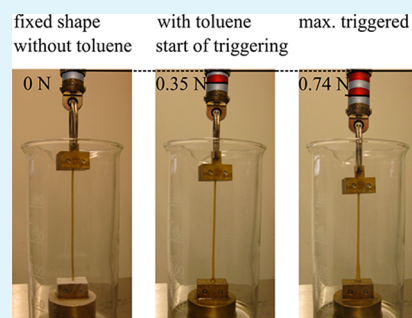 fixed shape
without toluene
with toluene
start of triggering
max. triggered
0 N
0.35 N
0.74 N